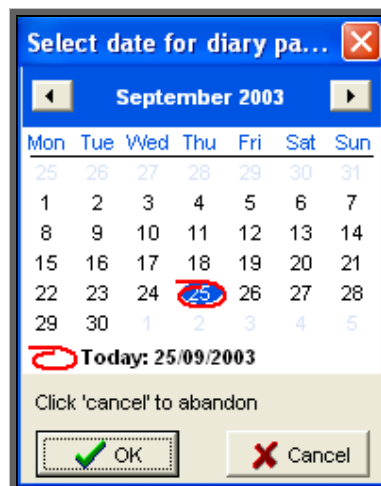 Select date for diary pa...
September 2003
Mon Tue Wed Thu Fri Sat Sun
25 26 27 28 29 30 31
1 2 3 4 5 6 7
8 9 10 11 12 13 14
15 16 17 18 19 20 21
22 23 24 25 26 27 28
29 30 1 2 3 4 5
Today: 25/09/2003
Click 'cancel' to abandon
OK Cancel